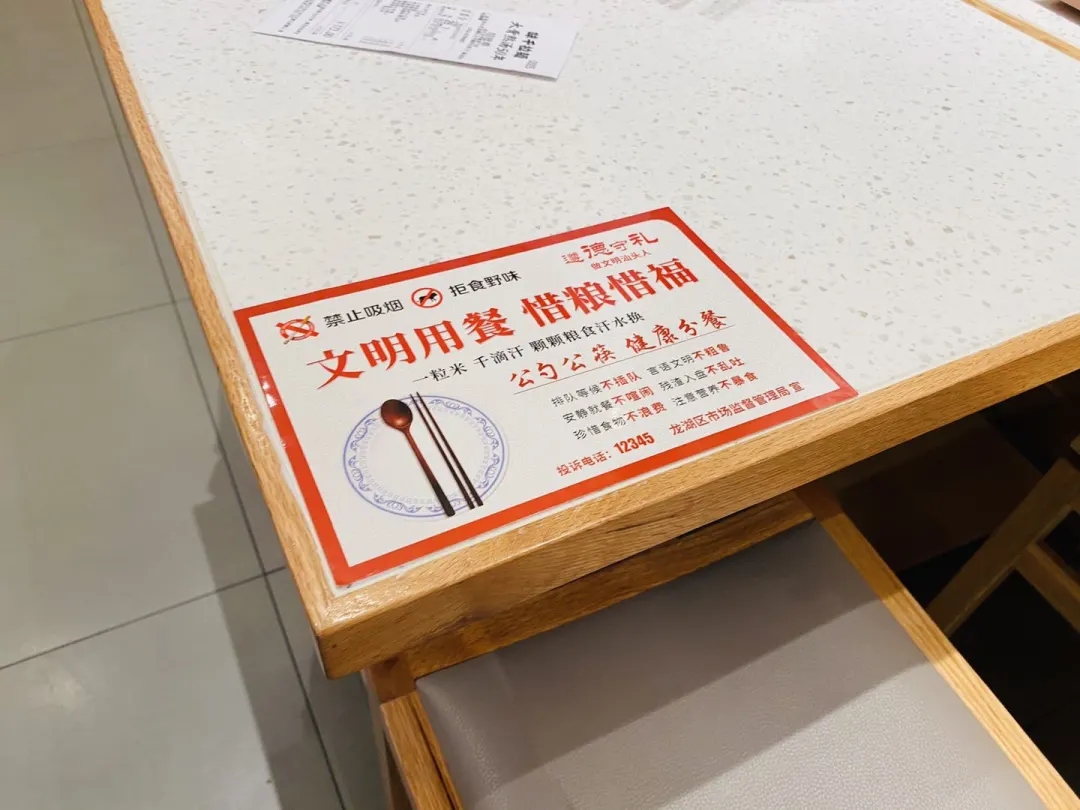 味千拉面
禁止吸烟 拒食野味
遵德守礼
做文明汕头人
文明用餐 惜粮惜福
一粒米 千滴汗 颗颗粮食汗水换
公勺公筷 健康分餐
排队等候不插队 言语文明不粗鲁
安静就餐不喧闹 残渣入盘不乱吐
珍惜食物不浪费 注意营养不暴食
投诉电话：12345 龙湖区市场监督管理局 宣